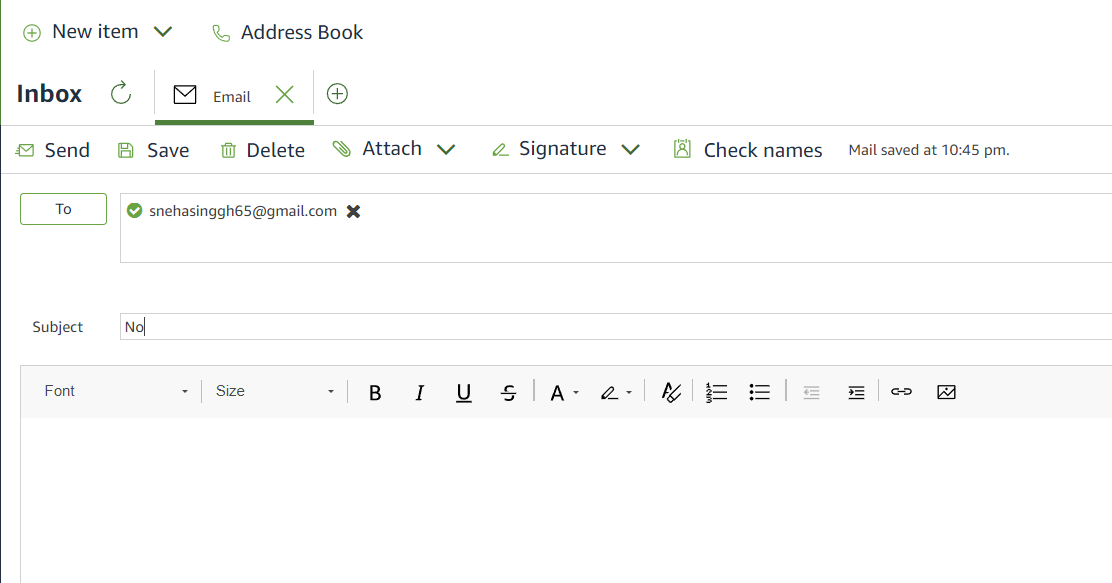 New item Address Book
Inbox Email
Send Save Delete Attach Signature Check names Mail saved at 10:45 pm.
To snehasinggh65@gmail.com
Subject No
Font Size B I U S A